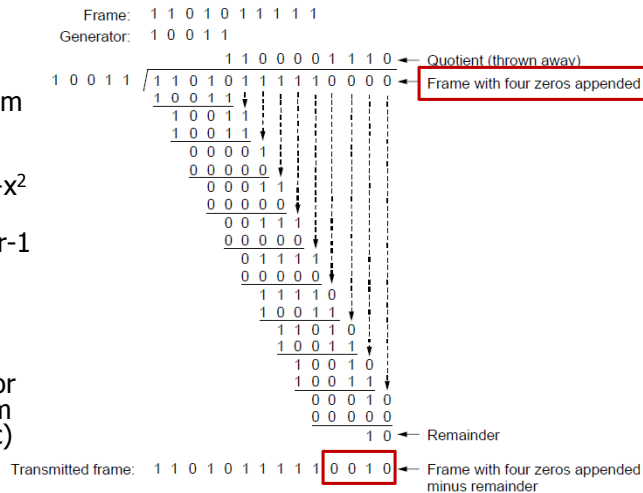 Frame: 1 1 0 1 0 1 1 1 1 1
Generator: 1 0 0 1 1
1 1 0 0 0 0 1 1 1 0 Quotient (thrown away)
1 0 0 1 1 1 1 0 1 0 1 1 1 1 1 0 0 0 0 Frame with four zeros appended
m
1 0 0 1 1
1 0 0 1 1
1 0 0 1 1
0 0 0 0 1
0 0 0 0 0
-x²
0 0 0 1 1
0 0 0 0 0
0 0 1 1 1
r-1
0 0 0 0 0
0 1 1 1 1
0 0 0 0 0
1 1 1 1 0
1 0 0 1 1
1 1 0 1 0
1 0 0 1 1
1 0 0 1 0
or
1 0 0 1 1
m
0 0 0 1 0
0 0 0 0 0
1 0 Remainder
Transmitted frame: 1 1 0 1 0 1 1 1 1 1 0 0 1 0 Frame with four zeros appended
minus remainder